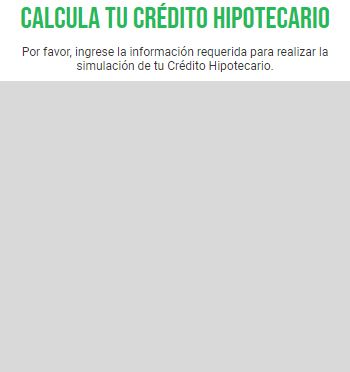 CALCULA TU CRÉDITO HIPOTECARIO
Por favor, ingrese la información requerida para realizar la
simulación de tu Crédito Hipotecario.